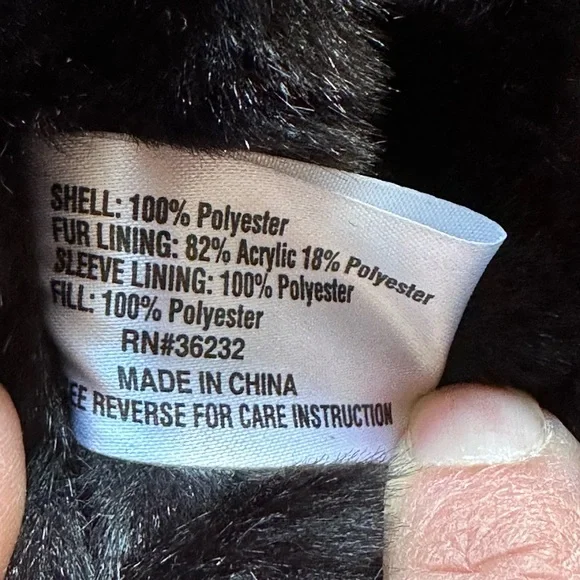 SHELL: 100% Polyester
FUR LINING: 82% Acrylic 18% Polyester
SLEEVE LINING: 100% Polyester
FILL: 100% Polyester
RN#36232
MADE IN CHINA
EE REVERSE FOR CARE INSTRUCTION